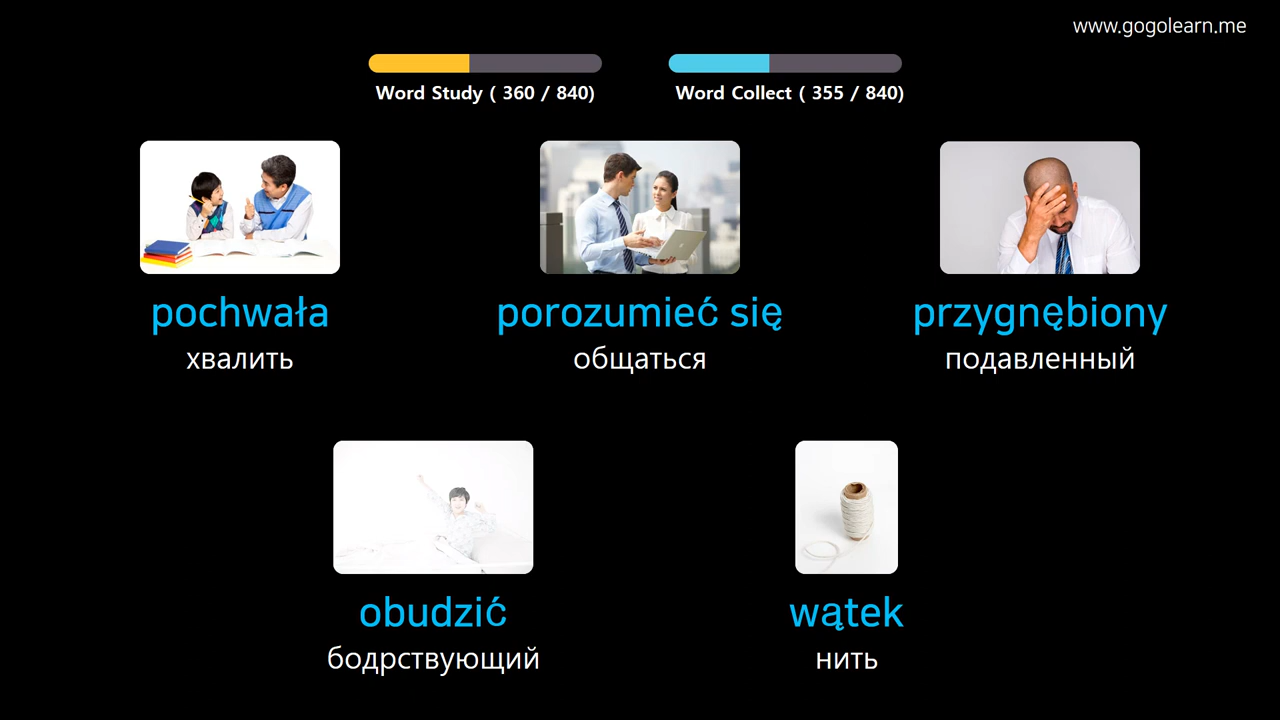 www.gogolearn.me
Word Study ( 360 / 840)
Word Collect ( 355 / 840)
pochwała
хвалить
porozumieć się
общаться
przygnębiony
подавленный
obudzić
бодрствующий
wątek
нить